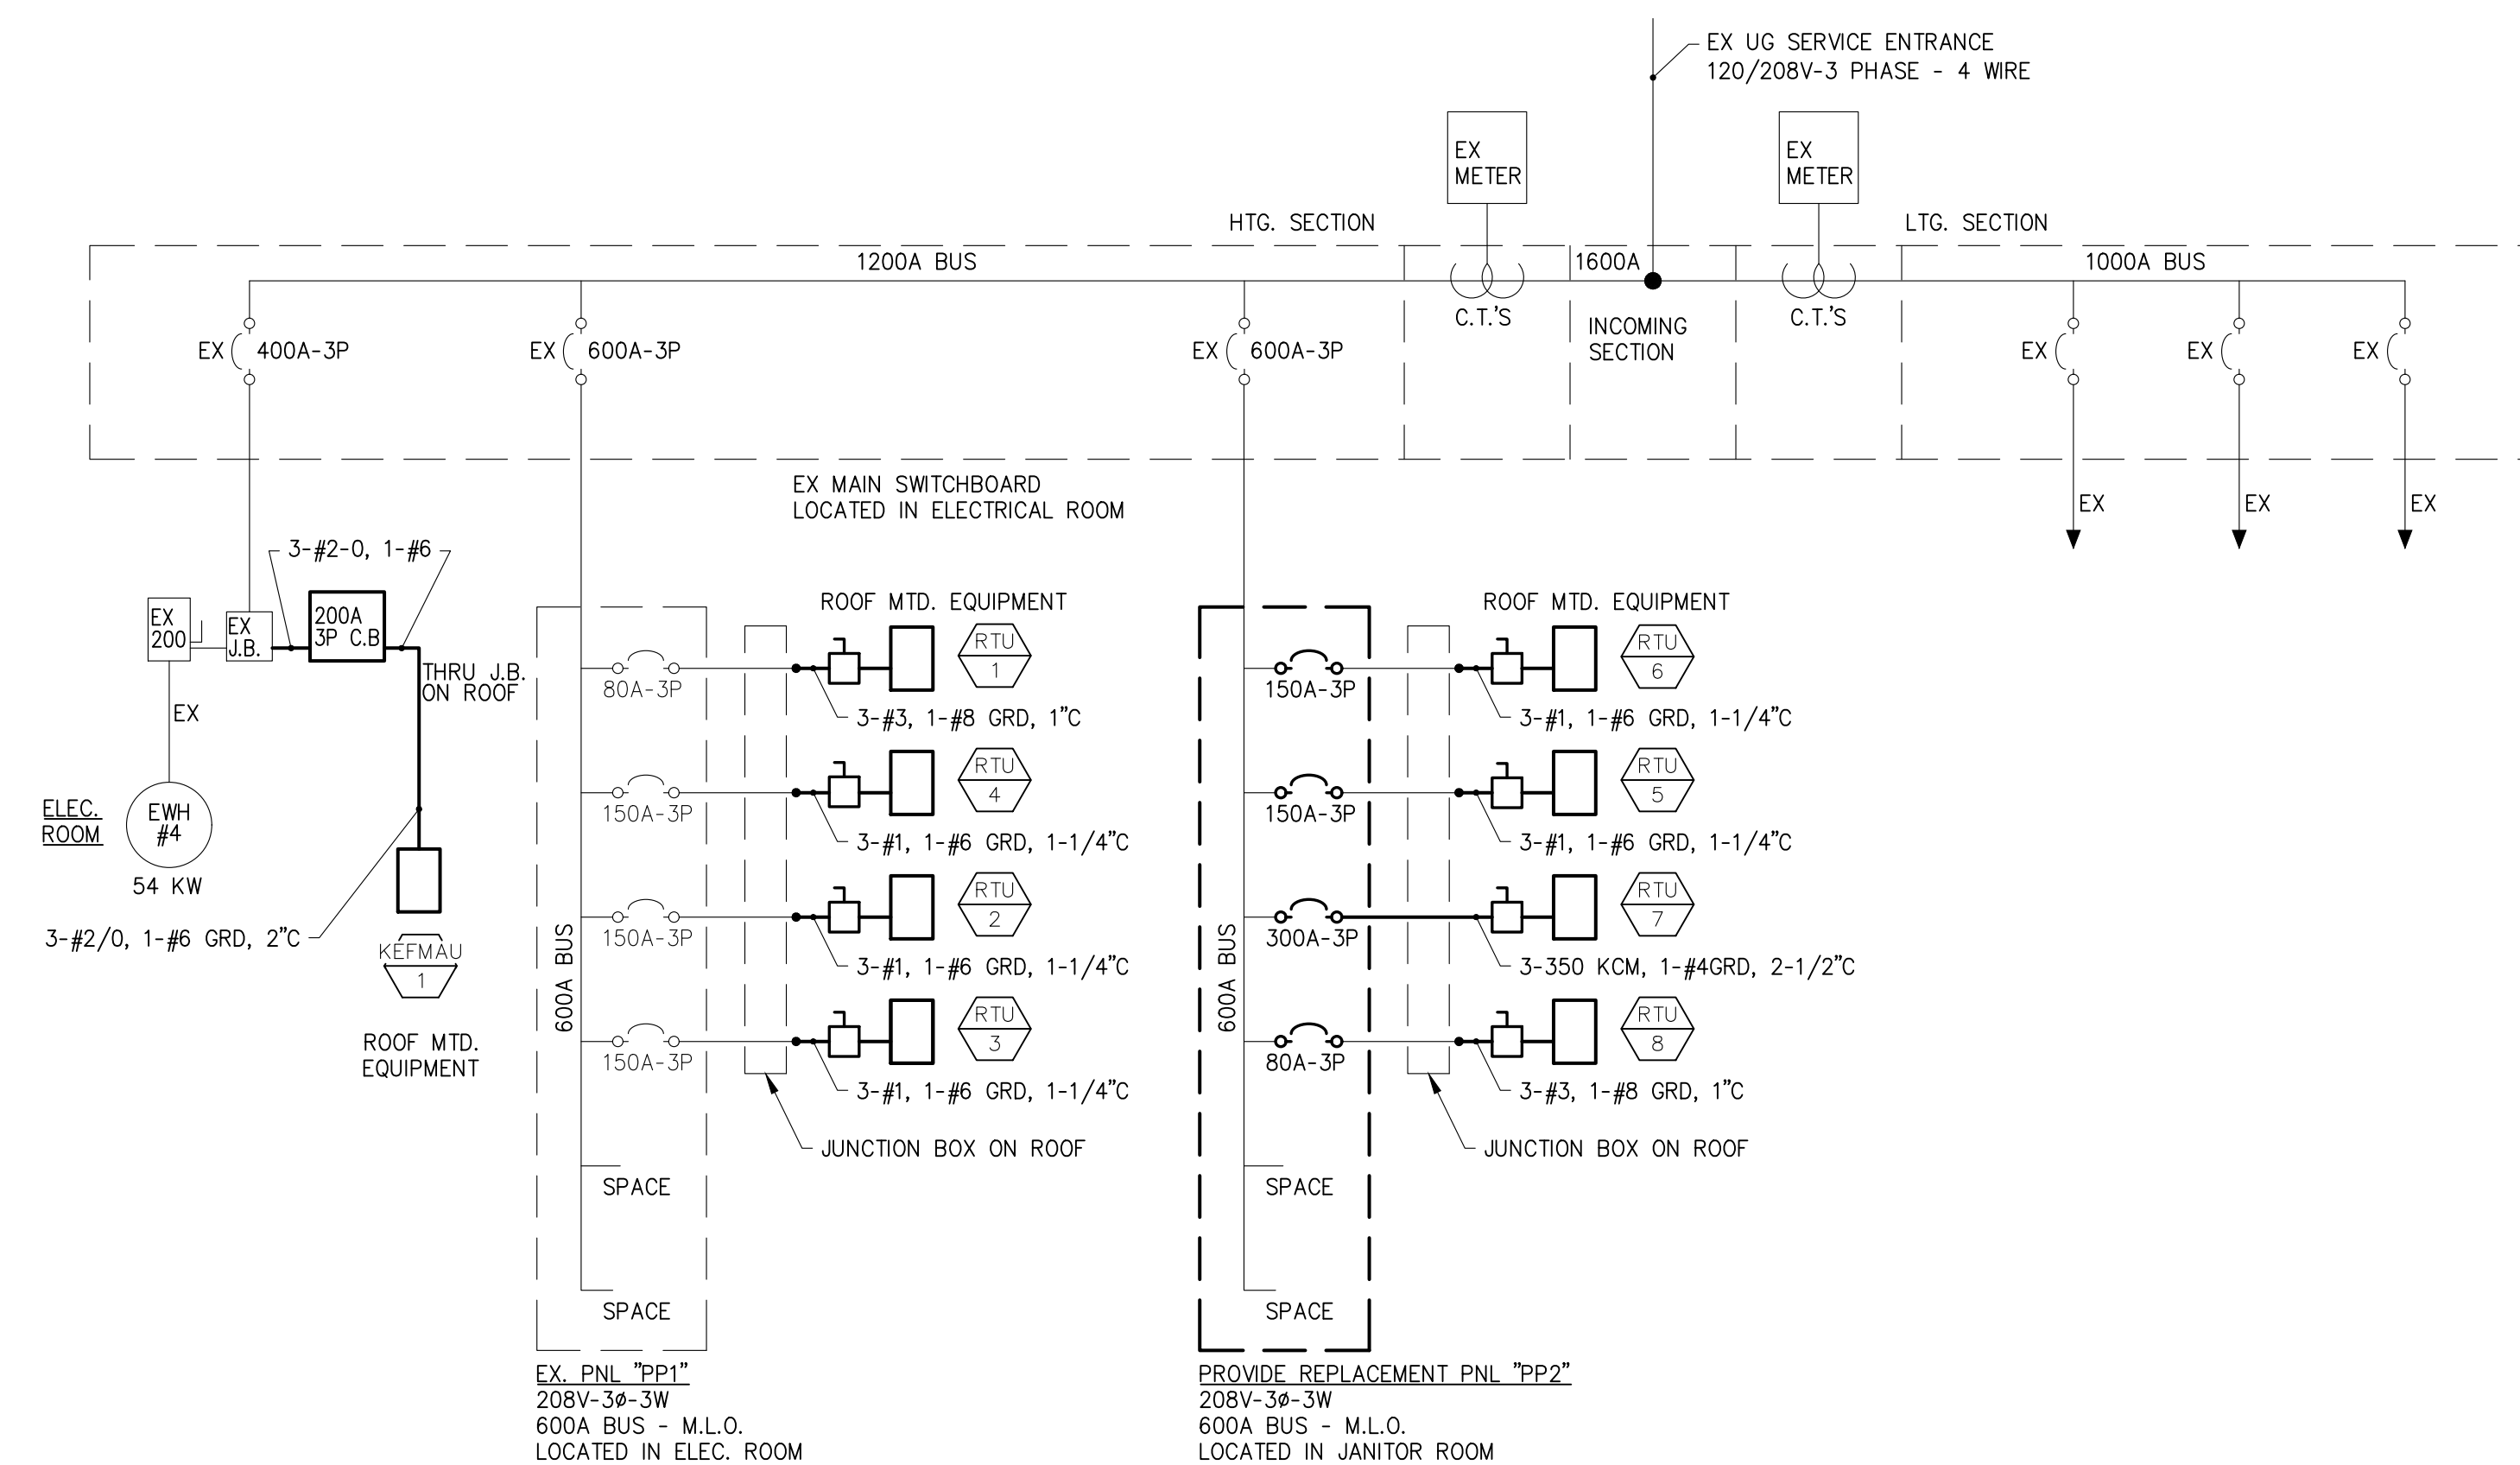 EX UG SERVICE ENTRANCE
120/208V-3 PHASE - 4 WIRE
EX
METER
EX
METER
HTG. SECTION
LTG. SECTION
1200A BUS
1600A
1000A BUS
C.T.'S
INCOMING
SECTION
C.T.'S
EX
400A-3P
EX
600A-3P
EX
600A-3P
EX
EX
EX
EX MAIN SWITCHBOARD
LOCATED IN ELECTRICAL ROOM
EX
EX
EX
3-#2-0, 1-#6
EX
200
EX
J.B.
200A
3P C.B
THRU J.B.
ON ROOF
EX
ELEC.
ROOM
EWH
#4
54 KW
3-#2/0, 1-#6 GRD, 2"C
KEFMAU
1
ROOF MTD.
EQUIPMENT
ROOF MTD. EQUIPMENT
80A-3P
RTU
1
3-#3, 1-#8 GRD, 1"C
150A-3P
RTU
4
3-#1, 1-#6 GRD, 1-1/4"C
150A-3P
RTU
2
3-#1, 1-#6 GRD, 1-1/4"C
600A BUS
150A-3P
RTU
3
3-#1, 1-#6 GRD, 1-1/4"C
JUNCTION BOX ON ROOF
SPACE
SPACE
EX. PNL "PP1"
208V-3ø-3W
600A BUS - M.L.O.
LOCATED IN ELEC. ROOM
ROOF MTD. EQUIPMENT
150A-3P
RTU
6
3-#1, 1-#6 GRD, 1-1/4"C
150A-3P
RTU
5
3-#1, 1-#6 GRD, 1-1/4"C
300A-3P
RTU
7
3-350 KCM, 1-#4GRD, 2-1/2"C
600A BUS
80A-3P
RTU
8
3-#3, 1-#8 GRD, 1"C
JUNCTION BOX ON ROOF
SPACE
SPACE
PROVIDE REPLACEMENT PNL "PP2"
208V-3ø-3W
600A BUS - M.L.O.
LOCATED IN JANITOR ROOM